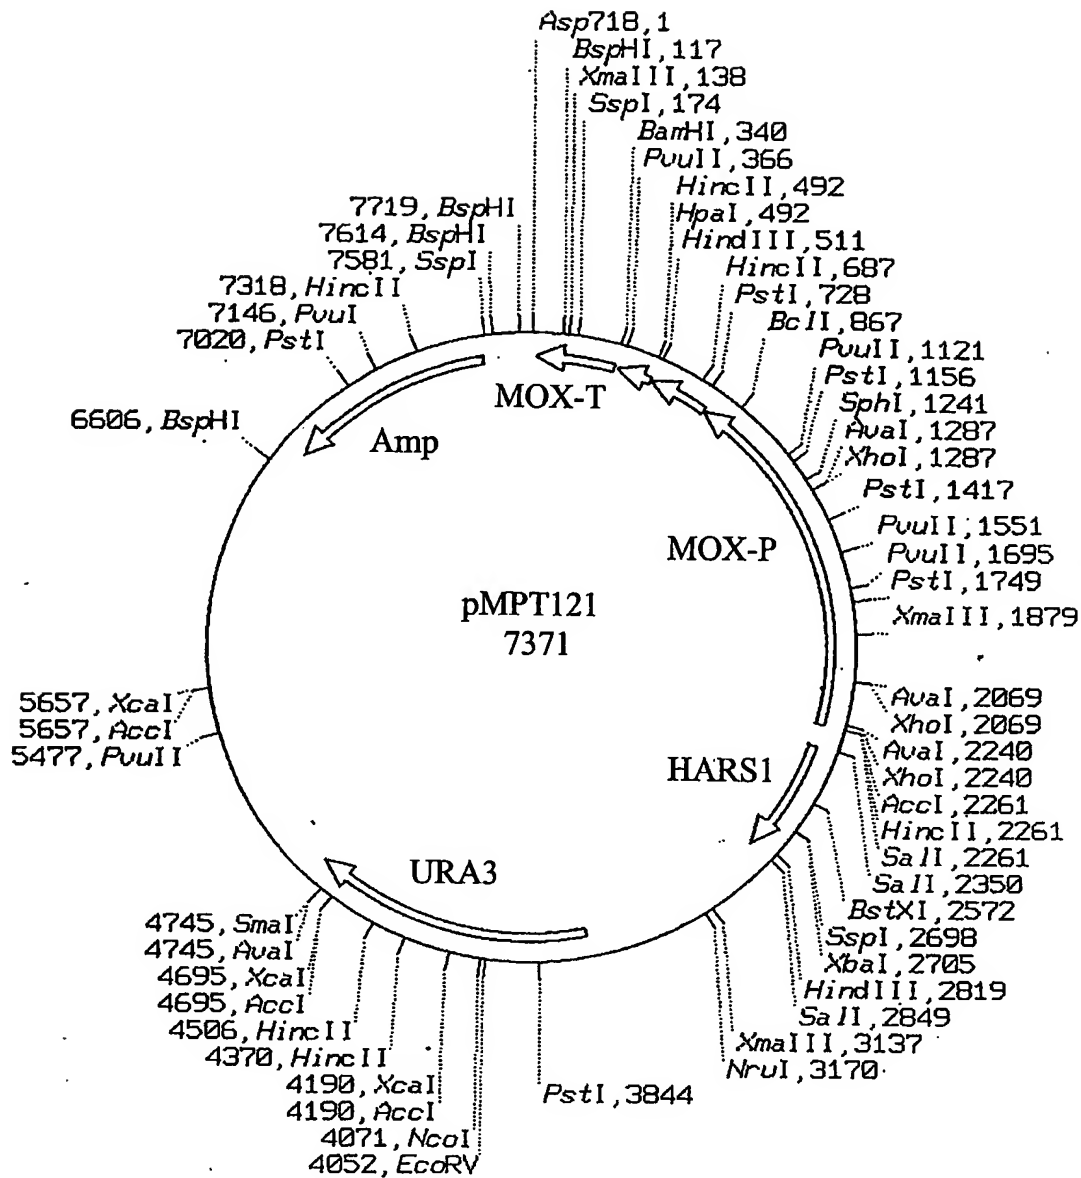 Asp718,1
BspHI,117
XmaIII,138
SspI,174
BamHI,340
PvuII,366
HincII,492
HpaI,492
HindIII,511
HincII,687
PstI,728
BclI,867
PvuII,1121
PstI,1156
SphI,1241
AvaI,1287
XhoI,1287
PstI,1417
PvuII,1551
PvuII,1695
PstI,1749
XmaIII,1879
AvaI,2069
XhoI,2069
AvaI,2240
XhoI,2240
AccI,2261
HincII,2261
SalI,2261
SalI,2350
BstXI,2572
SspI,2698
XbaI,2705
HindIII,2819
SalI,2849
XmaIII,3137
NruI,3170
PstI,3844
4052,EcoRV
4071,NcoI
4190,AccI
4190,XcaI
4370,HincII
4506,HincII
4695,AccI
4695,XcaI
4745,AvaI
4745,SmaI
5477,PvuII
5657,AccI
5657,XcaI
6606,BspHI
7020,PstI
7146,PvuI
7318,HincII
7581,SspI
7614,BspHI
7719,BspHI
MOX-T
Amp
MOX-P
pMPT121
7371
HARS1
URA3